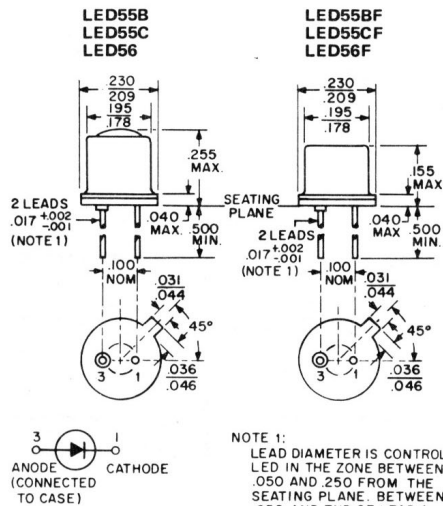 LED55B
LED55C
LED56
.230
.209
.195
.178
.255
MAX.
2 LEADS
.017 +.002
-.001
(NOTE 1)
.040
MAX.
.500
MIN.
.100
NOM
.031
.044
45°
3
1
.036
.046
SEATING
PLANE
LED55BF
LED55CF
LED56F
.230
.209
.195
.178
.155
MAX.
2 LEADS
.017 +.002
-.001
(NOTE 1)
.040
MAX.
.500
MIN.
.100
NOM
.031
.044
45°
3
1
.036
.046
3
1
ANODE
(CONNECTED
TO CASE)
CATHODE
NOTE 1:
LEAD DIAMETER IS CONTROL
LED IN THE ZONE BETWEEN
.050 AND .250 FROM THE
SEATING PLANE. BETWEEN